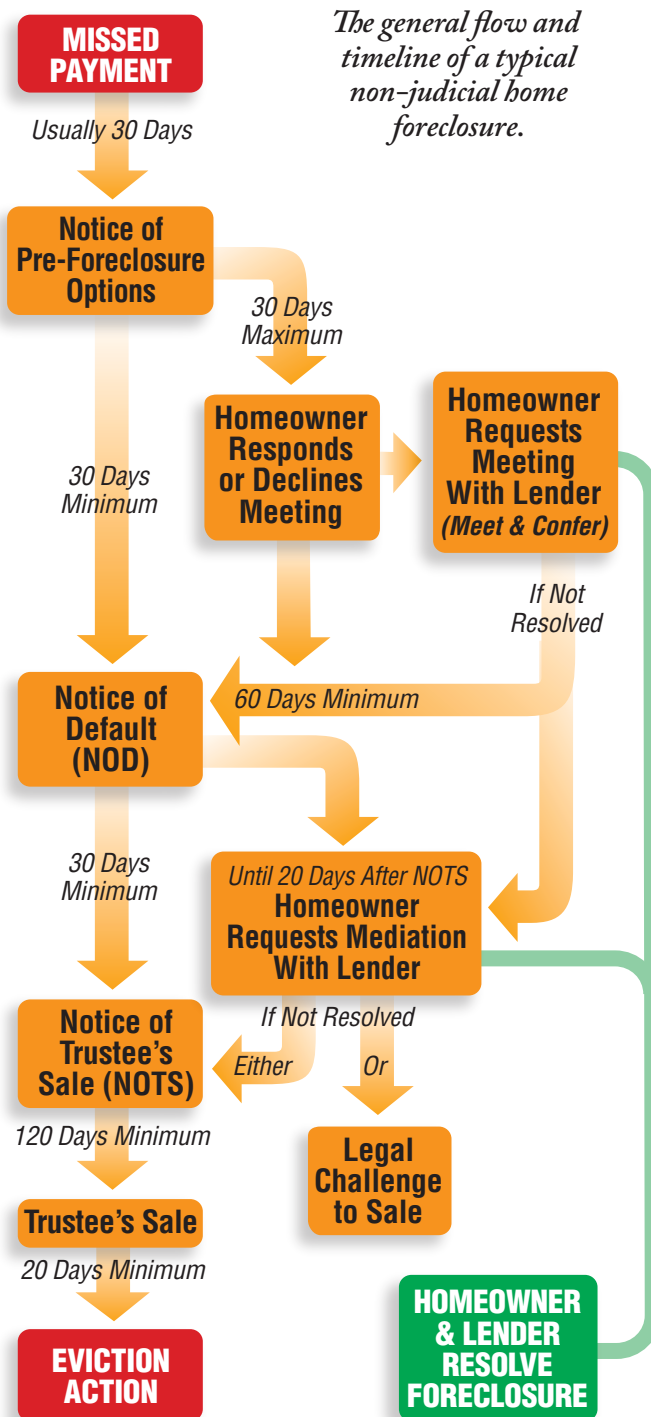 MISSED
PAYMENT
The general flow and
timeline of a typical
non-judicial home
foreclosure.
Usually 30 Days
Notice of
Pre-Foreclosure
Options
30 Days
Maximum
Homeowner
Responds
or Declines
Meeting
Homeowner
Requests
Meeting
With Lender
(Meet & Confer)
30 Days
Minimum
If Not
Resolved
Notice of
Default
(NOD)
60 Days Minimum
30 Days
Minimum
Until 20 Days After NOTS
Homeowner
Requests Mediation
With Lender
If Not Resolved
Either
Or
Notice of
Trustee's
Sale (NOTS)
120 Days Minimum
Legal
Challenge
to Sale
Trustee's Sale
20 Days Minimum
EVICTION
ACTION
HOMEOWNER
& LENDER
RESOLVE
FORECLOSURE